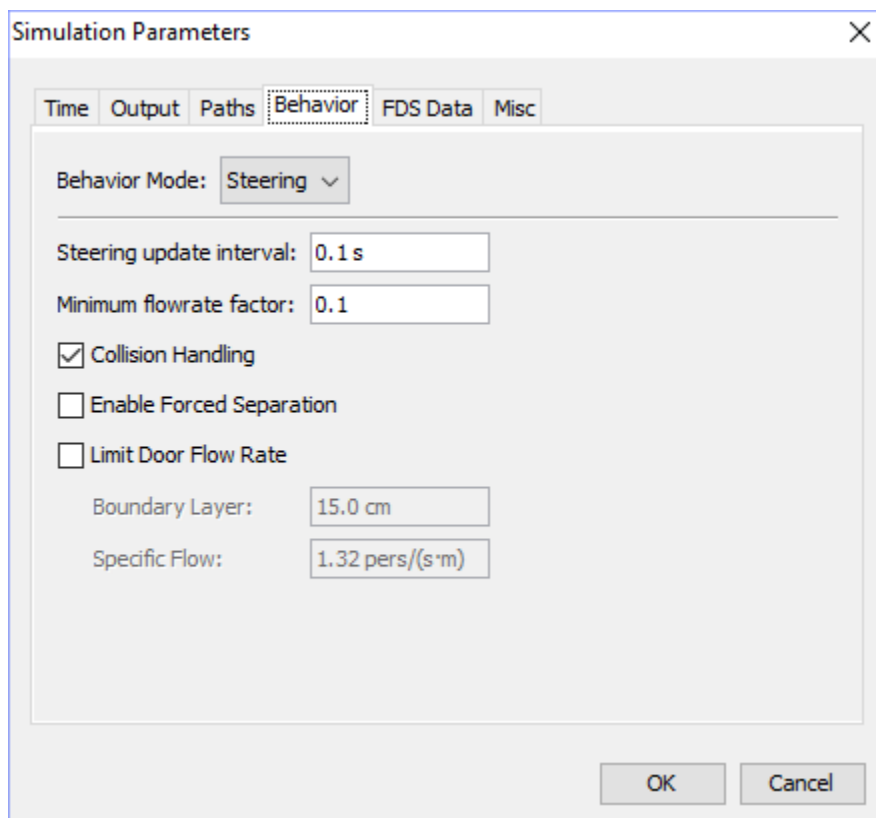 Simulation Parameters
Time Output Paths Behavior FDS Data Misc
Behavior Mode: Steering
Steering update interval: 0.1 s
Minimum flowrate factor: 0.1
Collision Handling
Enable Forced Separation
Limit Door Flow Rate
Boundary Layer: 15.0 cm
Specific Flow: 1.32 pers/(s·m)
OK Cancel